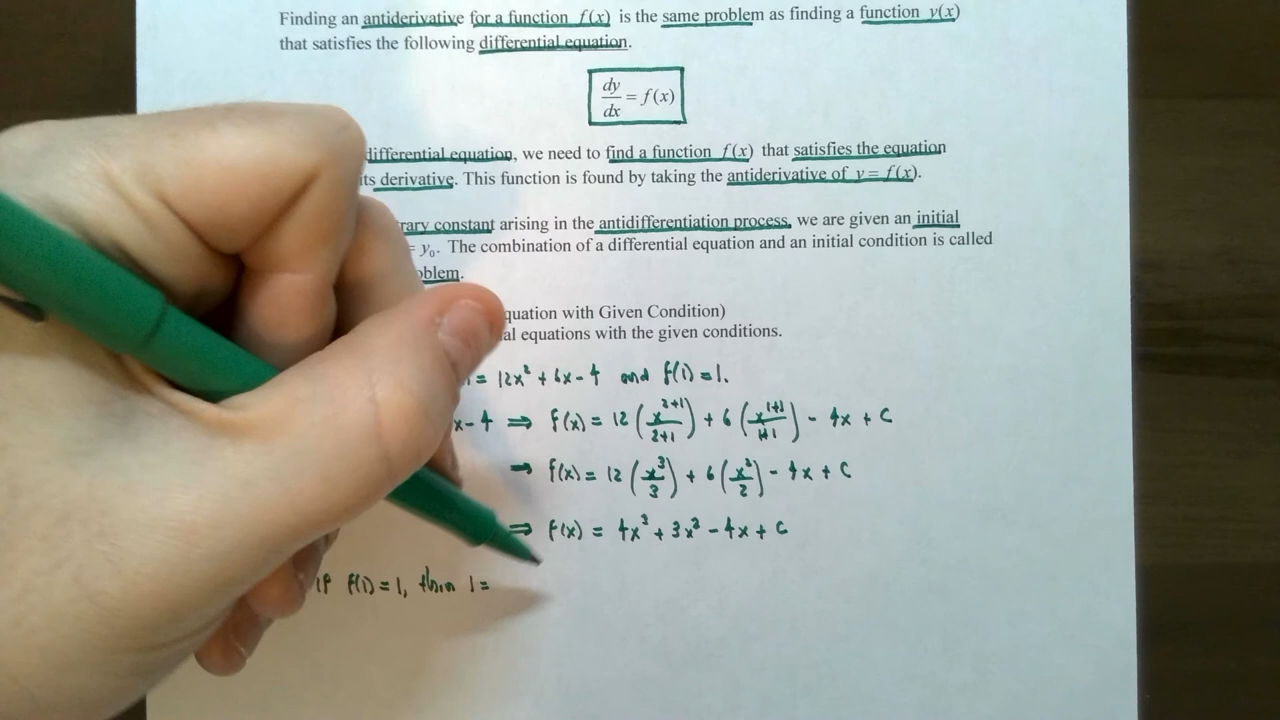 Finding an antiderivative for a function f(x) is the same problem as finding a function y(x)
that satisfies the following differential equation.
dy/dx = f(x)
differential equation, we need to find a function f(x) that satisfies the equation
its derivative. This function is found by taking the antiderivative of y = f(x).
rary constant arising in the antidifferentiation process, we are given an initial
= y₀. The combination of a differential equation and an initial condition is called
oblem.
quation with Given Condition)
al equations with the given conditions.
= 12x² + 6x - 4 and f(1) = 1.
x - 4 ⇒ f(x) = 12 (x²⁺¹/2+1) + 6 (x¹⁺¹/1+1) - 4x + C
⇒ f(x) = 12 (x³/3) + 6 (x²/2) - 4x + C
⇒ f(x) = 4x³ + 3x² - 4x + C
If f(1) = 1, then 1 =